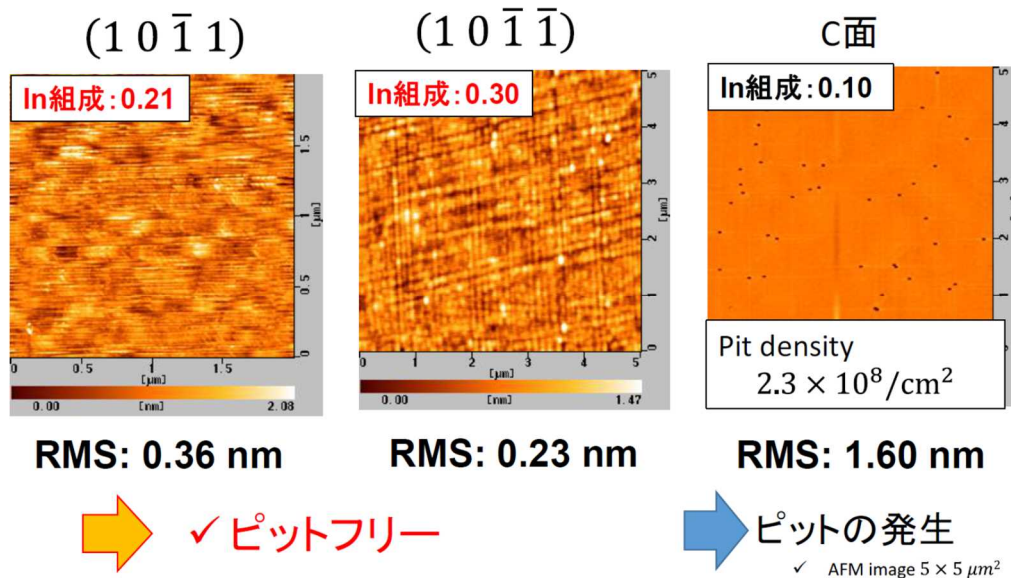 (1 0 1̅ 1)
In組成:0.21
1.5
1
[μm]
0.5
0
0 0.5 1 1.5
[μm]
0.00 [nm] 2.08
RMS: 0.36 nm
(1 0 1̅ 1̅)
In組成:0.30
5
4
3
[μm]
2
1
0
0 1 2 3 4 5
[μm]
0.00 [nm] 1.47
RMS: 0.23 nm
C面
In組成:0.10
5
4
3
[μm]
2
1
Pit density
2.3 × 10⁸/cm²
RMS: 1.60 nm
✓ピットフリー
ピットの発生
✓ AFM image 5 × 5 μm²